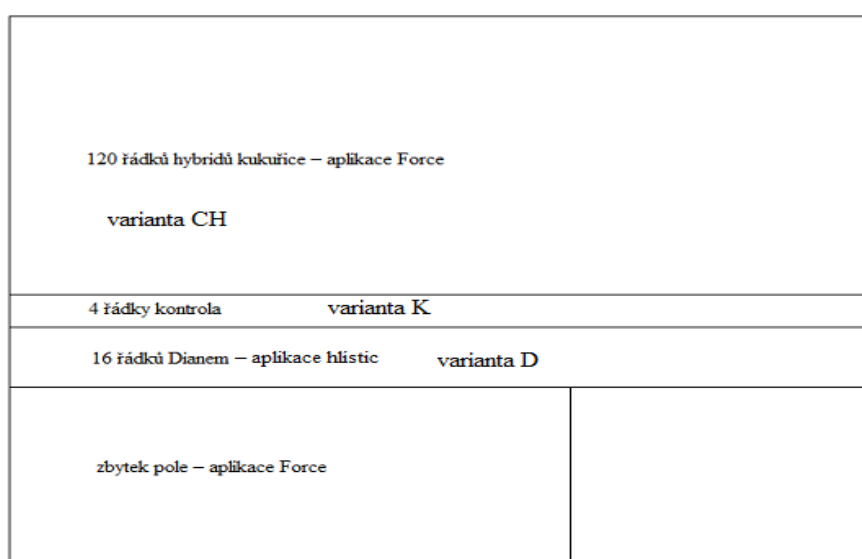 120 řádků hybridů kukuřice – aplikace Force
varianta CH
4 řádky kontrola varianta K
16 řádků Dianem – aplikace hlístic varianta D
zbytek pole – aplikace Force